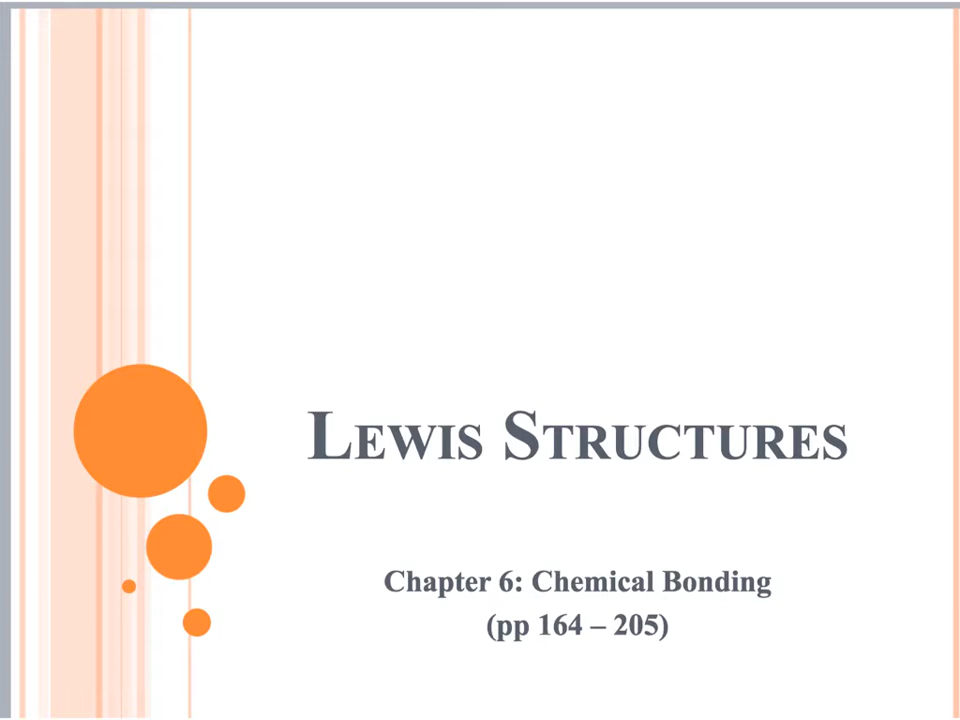 LEWIS STRUCTURES
Chapter 6: Chemical Bonding
(pp 164 – 205)